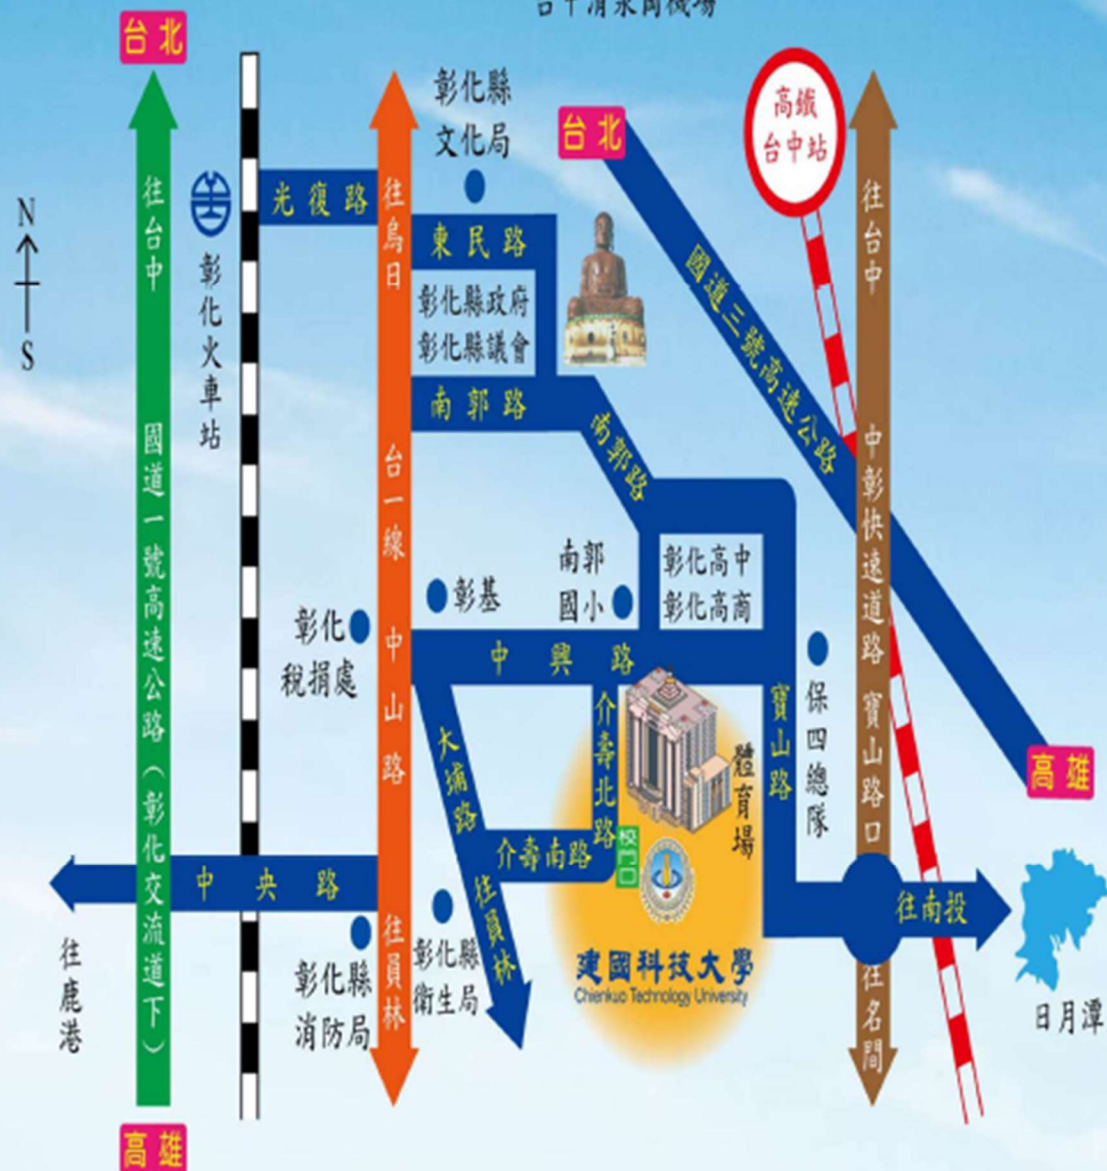 台北
高鐵
台中站
彰化縣
文化局
台北
往台中
光復路
往烏日
東民路
往台中
N
S
彰化火車站
彰化縣政府
彰化縣議會
國道三號高速公路
南郭路
南郭路
國道一號高速公路（彰化交流道下）
台一線
中山路
中彰快速道路
寶山路口
南郭
國小
彰化高中
彰化高商
彰基
彰化
稅捐處
中興路
介壽北路
寶山路
保四總隊
大埔路
體育場
高雄
介壽南路
校門口
中央路
往員林
往員林
往南投
往鹿港
彰化縣
消防局
彰化縣
衛生局
建國科技大學
Chienkuo Technology University
往名間
日月潭
高雄